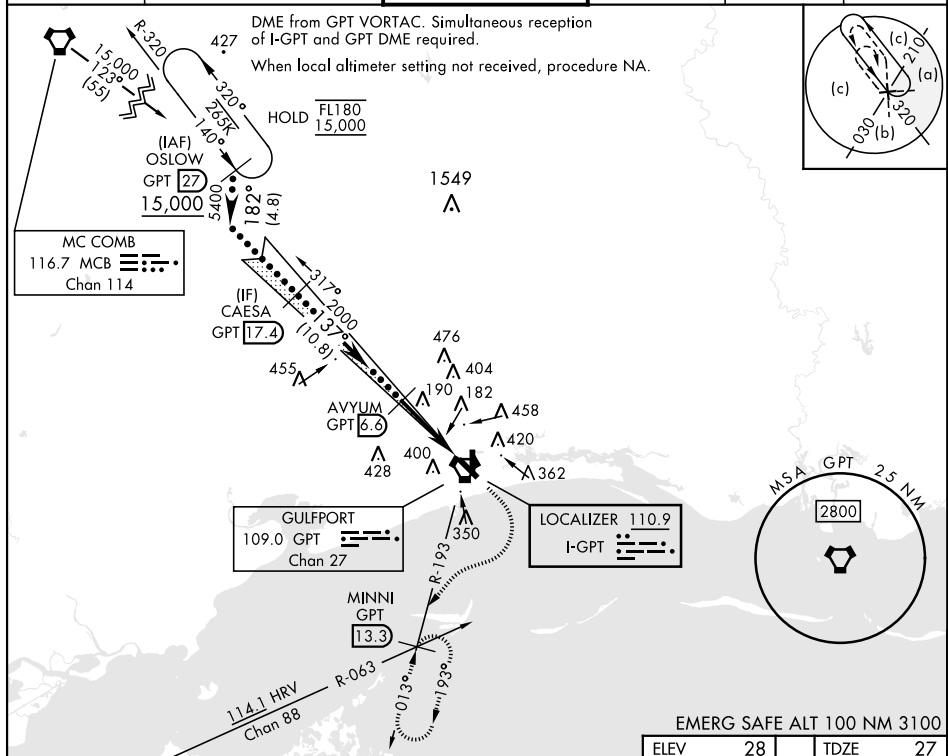 DME from GPT VORTAC. Simultaneous reception
of I-GPT and GPT DME required.
When local altimeter setting not received, procedure NA.
R-320
427
15,000
123°
(55)
320°
265K
140°
HOLD FL180
15,000
(IAF)
OSLOW
GPT 27
15,000
5400
182°
(4.8)
1549
(c)
210
(a)
(c)
320
030
(b)
MC COMB
116.7 MCB
Chan 114
317°
2000
137°
(10.8)
(IF)
CAESA
GPT 17.4
476
404
455
190
182
458
AVYUM
GPT 6.6
420
428
400
362
350
MSA GPT 25 NM
2800
GULFPORT
109.0 GPT
Chan 27
LOCALIZER 110.9
I-GPT
R-193
MINNI
GPT
13.3
R-063
114.1 HRV
Chan 88
013°
193°
EMERG SAFE ALT 100 NM 3100
ELEV 28
TDZE 27